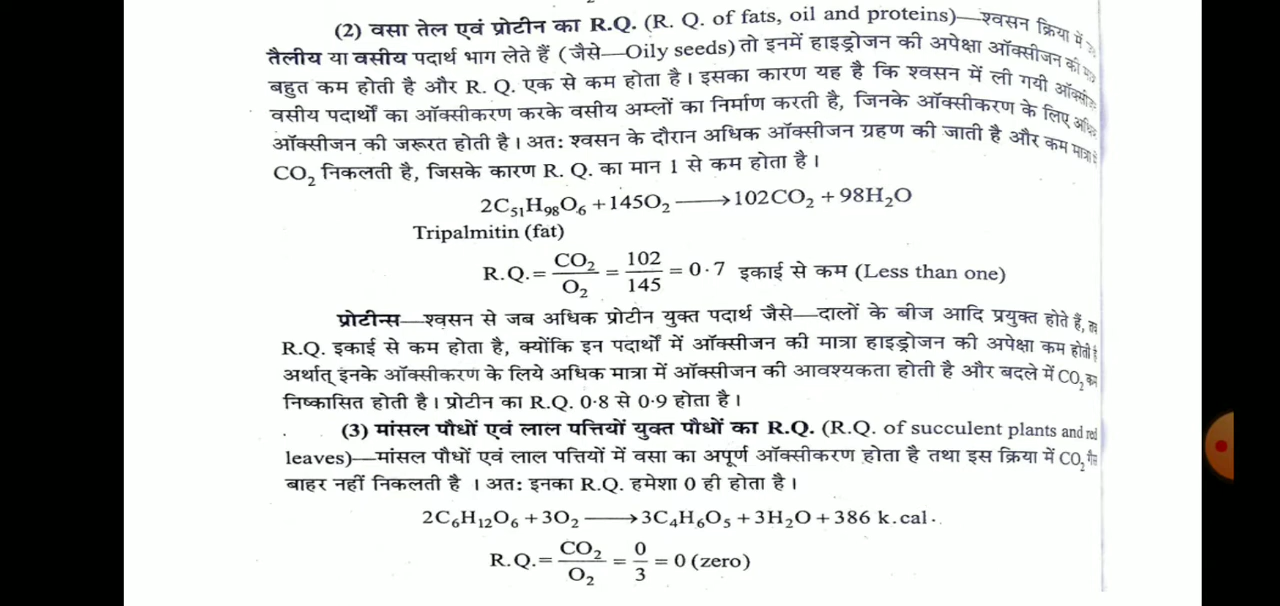 (2) वसा तेल एवं प्रोटीन का R.Q. (R. Q. of fats, oil and proteins)—श्वसन क्रिया में
तैलीय या वसीय पदार्थ भाग लेते हैं (जैसे—Oily seeds) तो इनमें हाइड्रोजन की अपेक्षा ऑक्सीजन की
बहुत कम होती है और R. Q. एक से कम होता है। इसका कारण यह है कि श्वसन में ली गयी
वसीय पदार्थों का ऑक्सीकरण करके वसीय अम्लों का निर्माण करती है, जिनके ऑक्सीकरण के लिए
ऑक्सीजन की जरूरत होती है। अतः श्वसन के दौरान अधिक ऑक्सीजन ग्रहण की जाती है और कम मात्रा में
CO₂ निकलती है, जिसके कारण R. Q. का मान 1 से कम होता है।
2C₅₁H₉₈O₆ + 145O₂ ⟶ 102CO₂ + 98H₂O
Tripalmitin (fat)
R.Q. = CO₂/O₂ = 102/145 = 0·7 इकाई से कम (Less than one)
प्रोटीन्स—श्वसन से जब अधिक प्रोटीन युक्त पदार्थ जैसे—दालों के बीज आदि प्रयुक्त होते हैं, तब
R.Q. इकाई से कम होता है, क्योंकि इन पदार्थों में ऑक्सीजन की मात्रा हाइड्रोजन की अपेक्षा कम होती है
अर्थात् इनके ऑक्सीकरण के लिये अधिक मात्रा में ऑक्सीजन की आवश्यकता होती है और बदले में CO₂ कम
निष्कासित होती है। प्रोटीन का R.Q. 0·8 से 0·9 होता है।
(3) मांसल पौधों एवं लाल पत्तियों युक्त पौधों का R.Q. (R.Q. of succulent plants and red
leaves)—मांसल पौधों एवं लाल पत्तियों में वसा का अपूर्ण ऑक्सीकरण होता है तथा इस क्रिया में CO₂ गैस
बाहर नहीं निकलती है । अतः इनका R.Q. हमेशा 0 ही होता है।
2C₆H₁₂O₆ + 3O₂ ⟶ 3C₄H₆O₅ + 3H₂O + 386 k.cal·
R.Q. = CO₂/O₂ = 0/3 = 0 (zero)